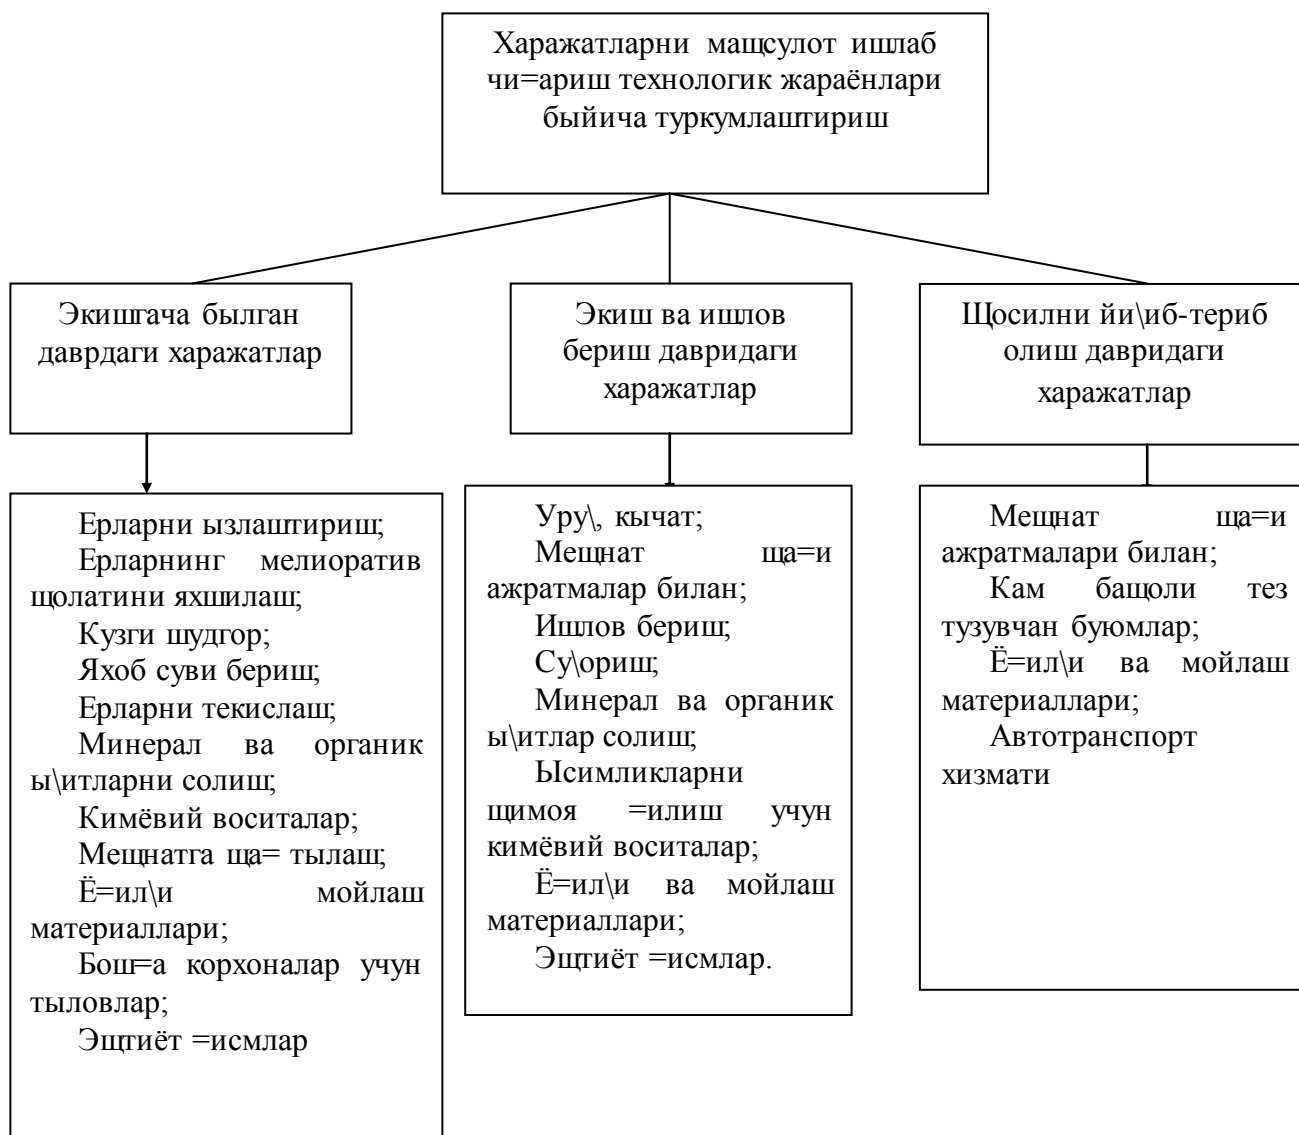 Харажатларни мащсулот ишлаб
чи=ариш технологик жараёнлари
быйича туркумлаштириш
Экишгача былган
даврдаги харажатлар
Экиш ва ишлов
бериш давридаги
харажатлар
Щосилни йи\иб-териб
олиш давридаги
харажатлар
Ерларни ызлаштириш;
Ерларнинг мелиоратив
щолатини яхшилаш;
Кузги шудгор;
Яхоб суви бериш;
Ерларни текислаш;
Минерал ва органик
ы\итларни солиш;
Кимёвий воситалар;
Мещнатга ща= тылаш;
Ё=ил\и мойлаш
материаллари;
Бош=а корхоналар учун
тыловлар;
Эщтиёт =исмлар
Уру\, кычат;
Мещнат ща=и
ажратмалар билан;
Ишлов бериш;
Су\ориш;
Минерал ва органик
ы\итлар солиш;
Ысимликларни
щимоя =илиш учун
кимёвий воситалар;
Ё=ил\и ва мойлаш
материаллари;
Эщтиёт =исмлар.
Мещнат ща=и
ажратмалари билан;
Кам бащоли тез
тузувчан буюмлар;
Ё=ил\и ва мойлаш
материаллари;
Автотранспорт
хизмати